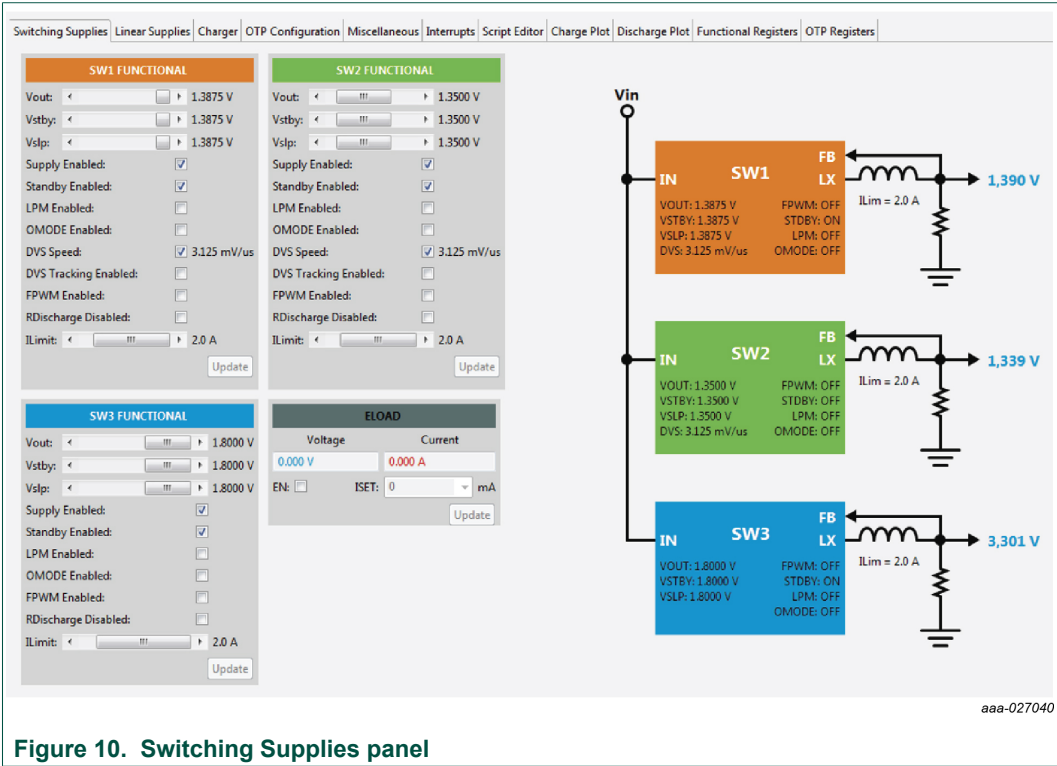 Switching Supplies Linear Supplies Charger OTP Configuration Miscellaneous Interrupts Script Editor Charge Plot Discharge Plot Functional Registers OTP Registers
SW1 FUNCTIONAL
Vout: 1.3875 V
Vstby: 1.3875 V
Vslp: 1.3875 V
Supply Enabled:
Standby Enabled:
LPM Enabled:
OMODE Enabled:
DVS Speed: 3.125 mV/us
DVS Tracking Enabled:
FPWM Enabled:
RDischarge Disabled:
ILimit: 2.0 A
Update
SW2 FUNCTIONAL
Vout: 1.3500 V
Vstby: 1.3500 V
Vslp: 1.3500 V
Supply Enabled:
Standby Enabled:
LPM Enabled:
OMODE Enabled:
DVS Speed: 3.125 mV/us
DVS Tracking Enabled:
FPWM Enabled:
RDischarge Disabled:
ILimit: 2.0 A
Update
SW3 FUNCTIONAL
Vout: 1.8000 V
Vstby: 1.8000 V
Vslp: 1.8000 V
Supply Enabled:
Standby Enabled:
LPM Enabled:
OMODE Enabled:
FPWM Enabled:
RDischarge Disabled:
ILimit: 2.0 A
Update
ELOAD
Voltage Current
0.000 V 0.000 A
EN: ISET: 0 mA
Update
Vin
SW1
IN FB
LX
VOUT: 1.3875 V FPWM: OFF
VSTBY: 1.3875 V STDBY: ON
VSLP: 1.3875 V LPM: OFF
DVS: 3.125 mV/us OMODE: OFF
ILim = 2.0 A
1,390 V
SW2
IN FB
LX
VOUT: 1.3500 V FPWM: OFF
VSTBY: 1.3500 V STDBY: OFF
VSLP: 1.3500 V LPM: OFF
DVS: 3.125 mV/us OMODE: OFF
ILim = 2.0 A
1,339 V
SW3
IN FB
LX
VOUT: 1.8000 V FPWM: OFF
VSTBY: 1.8000 V STDBY: ON
VSLP: 1.8000 V LPM: OFF
OMODE: OFF
ILim = 2.0 A
3,301 V
aaa-027040
Figure 10. Switching Supplies panel